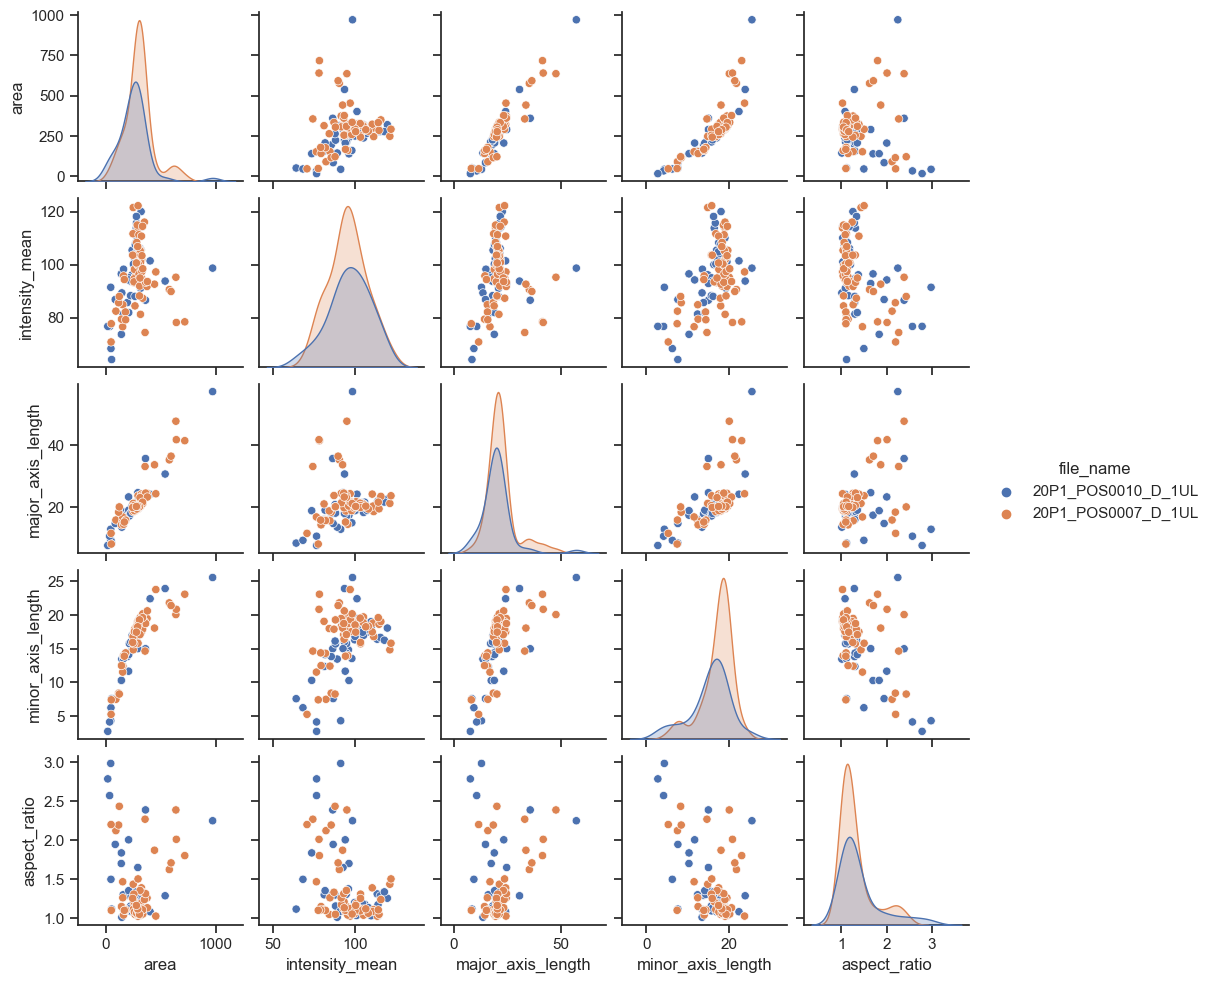 1000
750
500
250
0
area
120
100
80
intensity_mean
40
20
major_axis_length
25
20
15
10
5
minor_axis_length
3.0
2.5
2.0
1.5
1.0
aspect_ratio
0 1000
area
50 100
intensity_mean
0 50
major_axis_length
0 20
minor_axis_length
1 2 3
aspect_ratio
file_name
20P1_POS0010_D_1UL
20P1_POS0007_D_1UL